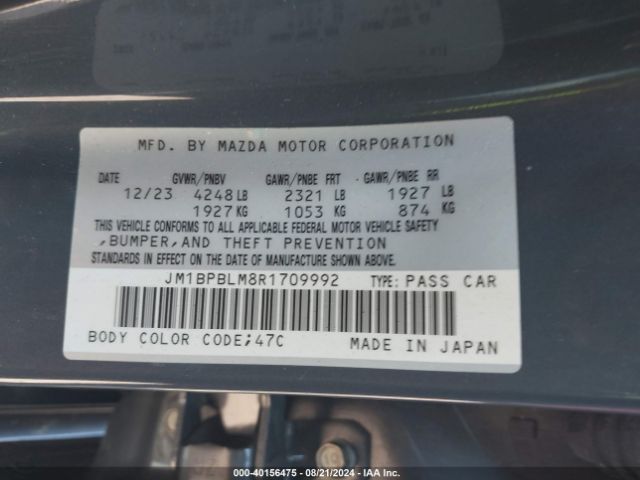 MFD. BY MAZDA MOTOR CORPORATION
DATE GVWR/PNBV GAWR/PNBE FRT GAWR/PNBE RR
12/23 4248 LB 2321 LB 1927 LB
1927 KG 1053 KG 874 KG
THIS VEHICLE CONFORMS TO ALL APPLICABLE FEDERAL MOTOR VEHICLE SAFETY
,BUMPER,AND THEFT PREVENTION
STANDARDS IN EFFECT ON THE DATE OF MANUFACTURE SHOWN ABOVE.
JM1BPBLM8R1709992 TYPE: PASS CAR
BODY COLOR CODE;47C MADE IN JAPAN
000-40156475 - 08/21/2024 - IAA Inc.